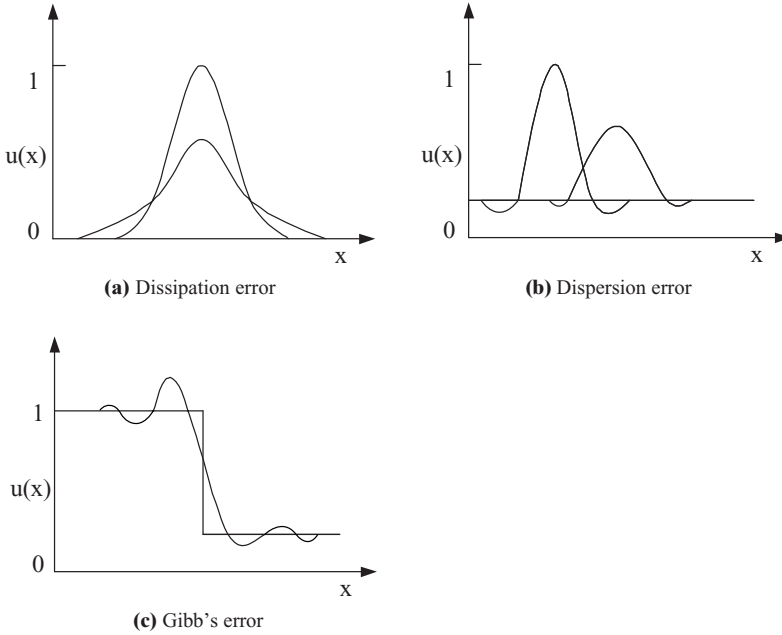 1
u(x)
0
x
(a) Dissipation error
1
u(x)
0
x
(b) Dispersion error
1
u(x)
0
x
(c) Gibb's error